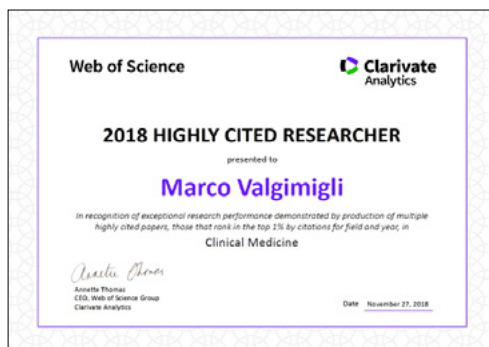 Web of Science
Clarivate
Analytics
2018 HIGHLY CITED RESEARCHER
presented to
Marco Valgimigli
In recognition of exceptional research performance demonstrated by production of multiple
highly cited papers, those that rank in the top 1% by citations for field and year, in
Clinical Medicine
Annette Thomas
Annette Thomas
CEO, Web of Science Group
Clarivate Analytics
Date November 27, 2018